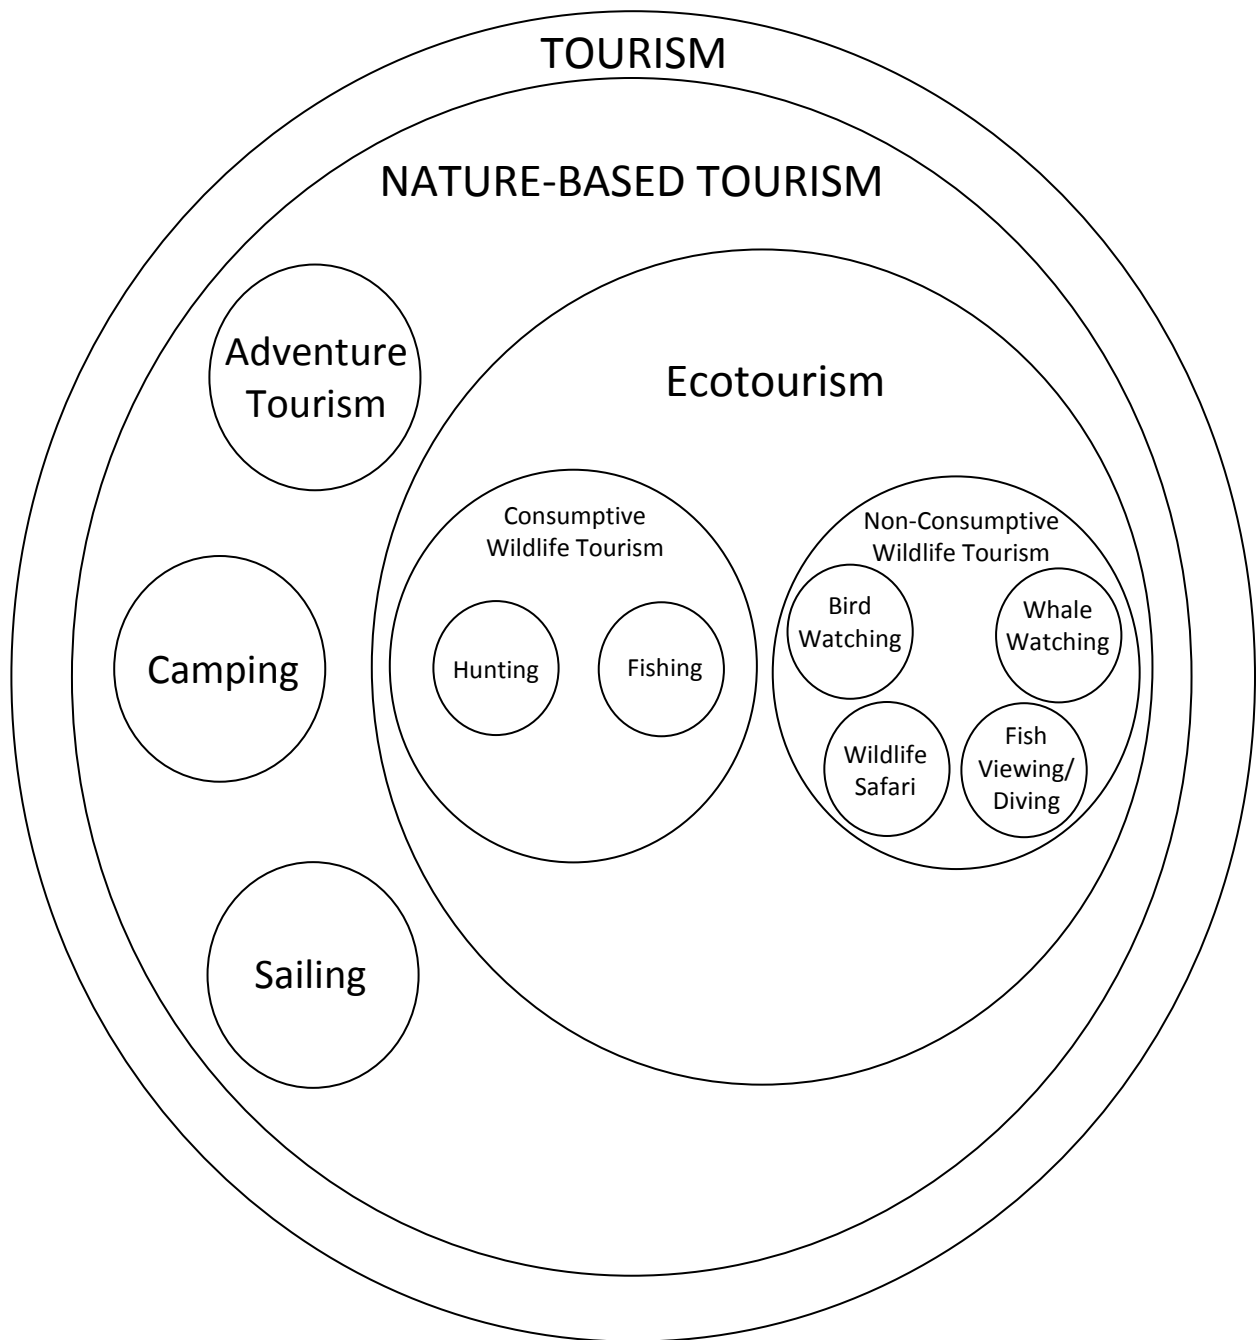 TOURISM
NATURE-BASED TOURISM
Adventure
Tourism
Ecotourism
Consumptive
Wildlife Tourism
Non-Consumptive
Wildlife Tourism
Bird
Watching
Whale
Watching
Camping
Hunting
Fishing
Wildlife
Safari
Fish
Viewing/
Diving
Sailing